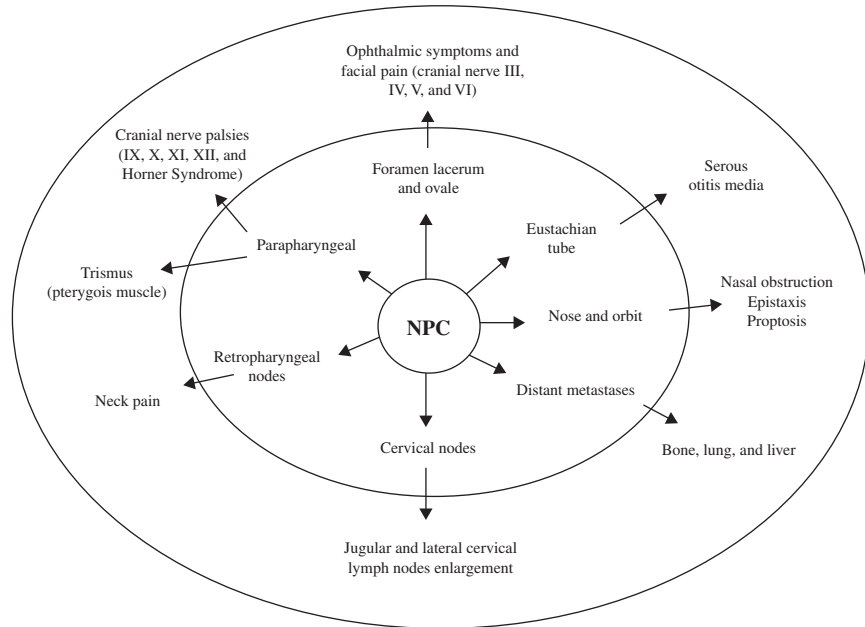 Ophthalmic symptoms and
facial pain (cranial nerve III,
IV, V, and VI)
Cranial nerve palsies
(IX, X, XI, XII, and
Horner Syndrome)
Foramen lacerum
and ovale
Serous
otitis media
Eustachian
tube
Parapharyngeal
Trismus
(pterygois muscle)
Nasal obstruction
Epistaxis
Proptosis
NPC
Nose and orbit
Retropharyngeal
nodes
Neck pain
Distant metastases
Cervical nodes
Bone, lung, and liver
Jugular and lateral cervical
lymph nodes enlargement